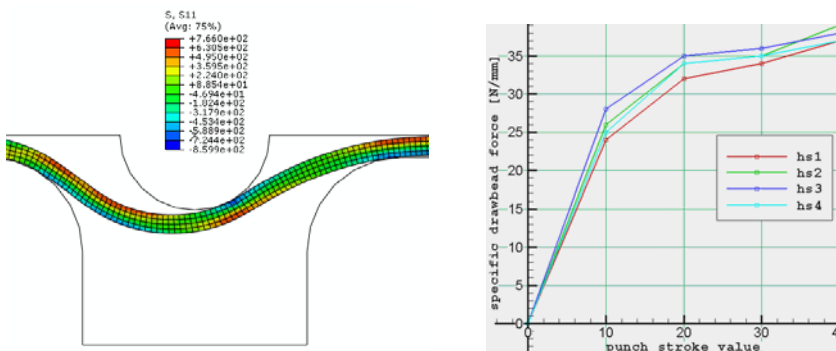 S, S11
(Avg: 75%)
+7.660e+02
+6.305e+02
+4.950e+02
+3.595e+02
+2.240e+02
+8.854e+01
-4.694e+01
-1.824e+02
-3.179e+02
-4.534e+02
-5.889e+02
-7.244e+02
-8.599e+02
specific drawbead force [N/mm]
35
30
25
20
15
10
5
0
0 10 20 30
punch stroke value
hs1
hs2
hs3
hs4